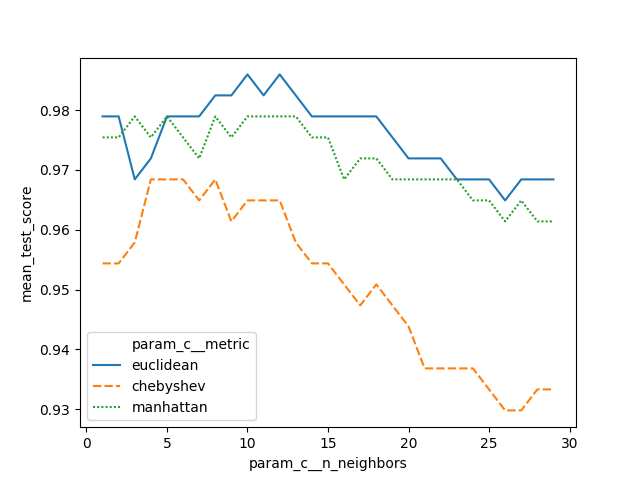 0.98
0.97
0.96
0.95
0.94
0.93
mean_test_score
param_c__metric
euclidean
chebyshev
manhattan
0 5 10 15 20 25 30
param_c__n_neighbors